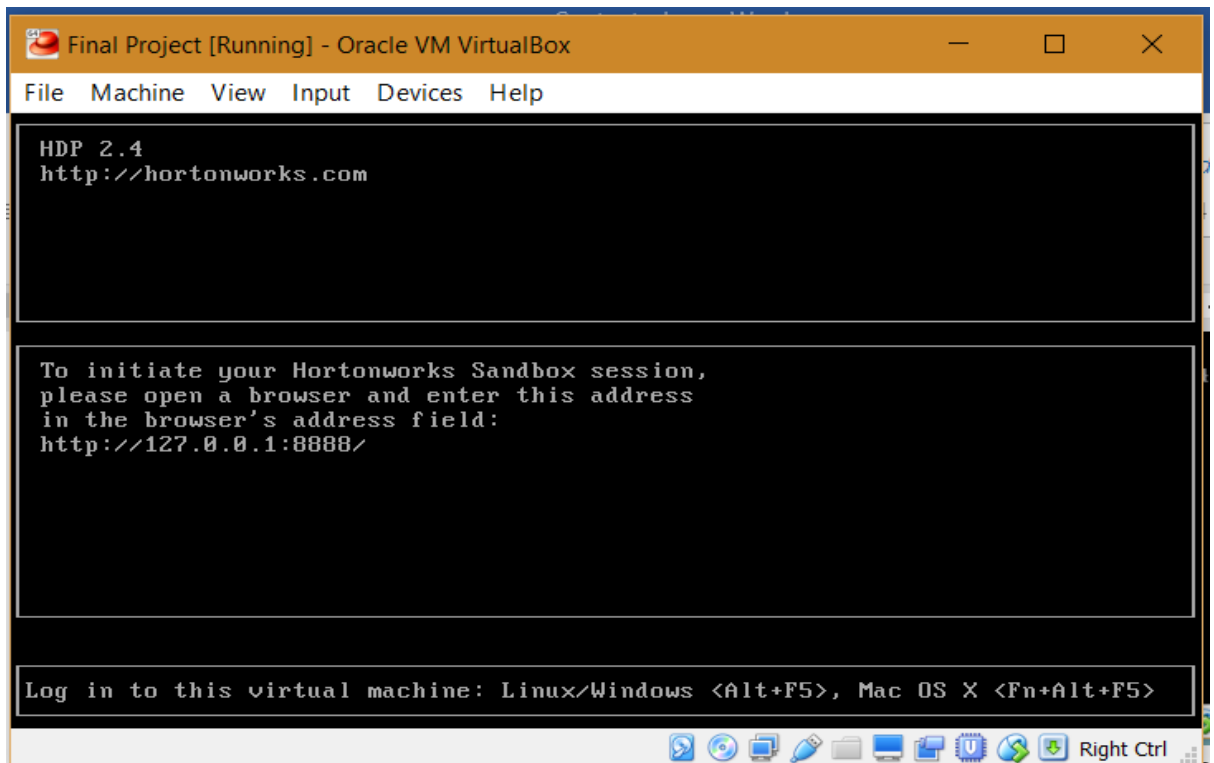 Final Project [Running] - Oracle VM VirtualBox
File Machine View Input Devices Help
HDP 2.4
http://hortonworks.com
To initiate your Hortonworks Sandbox session,
please open a browser and enter this address
in the browser's address field:
http://127.0.0.1:8888/
Log in to this virtual machine: Linux/Windows <Alt+F5>, Mac OS X <Fn+Alt+F5>
Right Ctrl